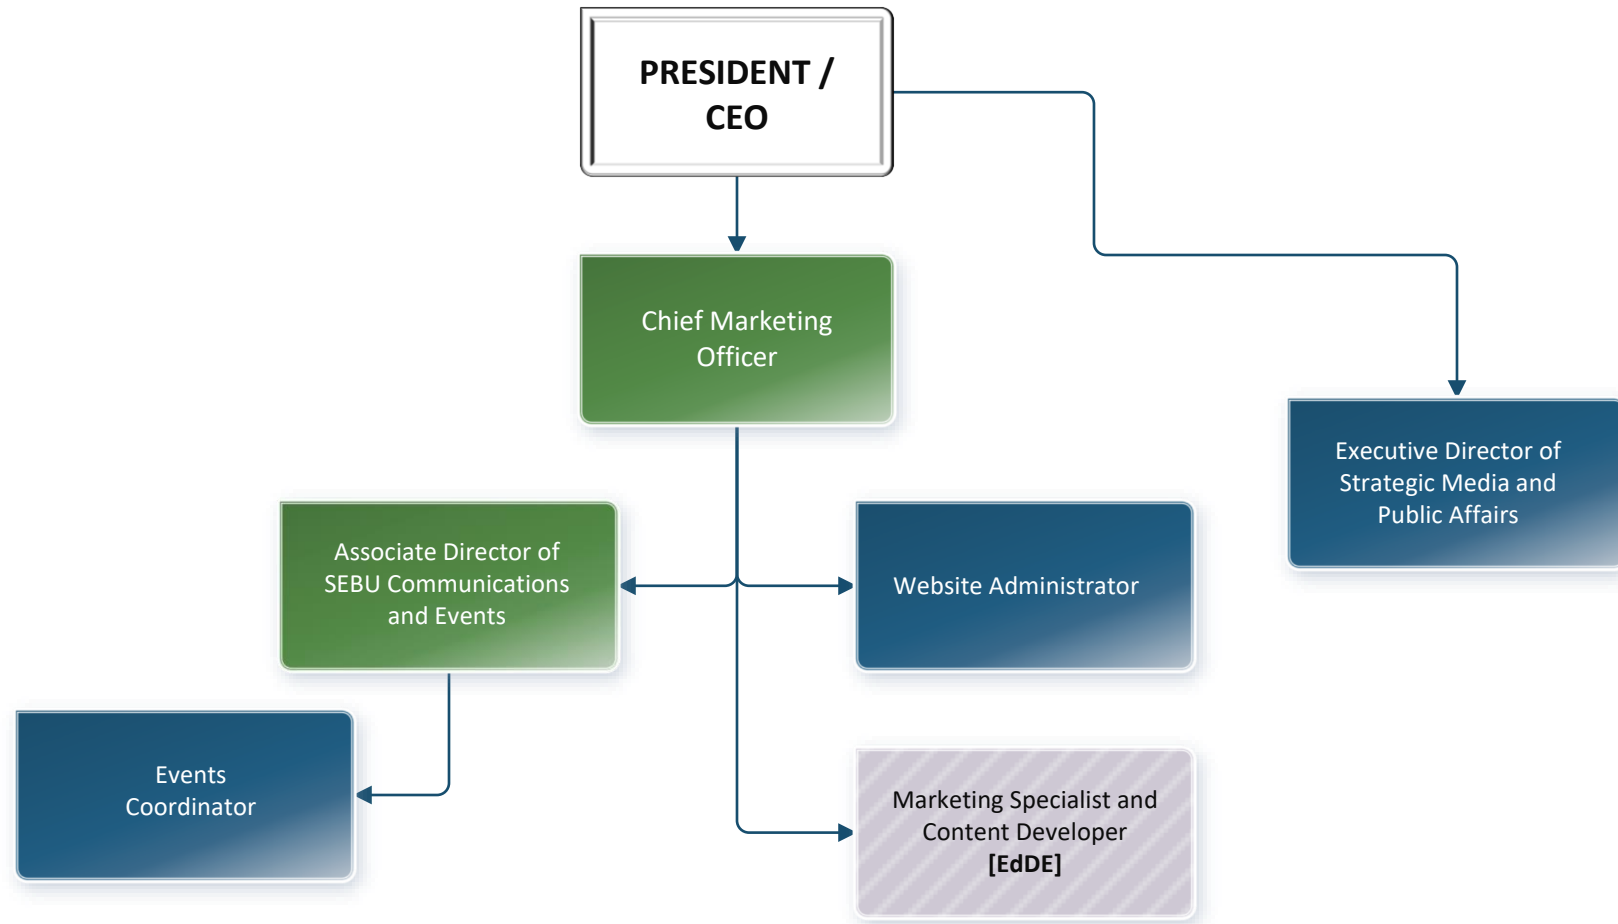 PRESIDENT /
CEO
Chief Marketing
Officer
Executive Director of
Strategic Media and
Public Affairs
Associate Director of
SEBU Communications
and Events
Website Administrator
Events
Coordinator
Marketing Specialist and
Content Developer
[EdDE]